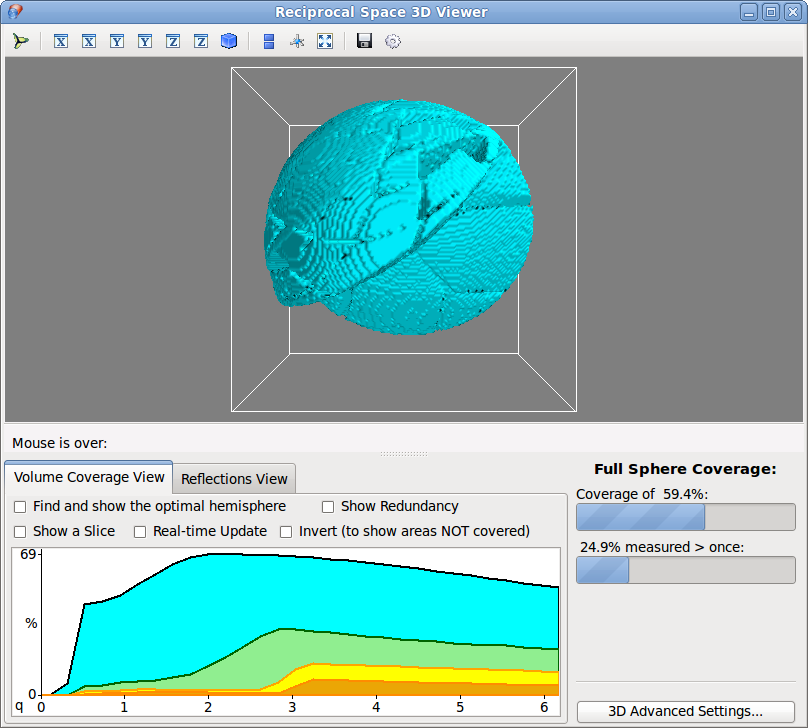 Reciprocal Space 3D Viewer
X X Y Y Z Z
Mouse is over:
Volume Coverage View
Reflections View
Find and show the optimal hemisphere
Show Redundancy
Show a Slice
Real-time Update
Invert (to show areas NOT covered)
69
%
0
q 0 1 2 3 4 5 6
Full Sphere Coverage:
Coverage of 59.4%:
24.9% measured > once:
3D Advanced Settings...